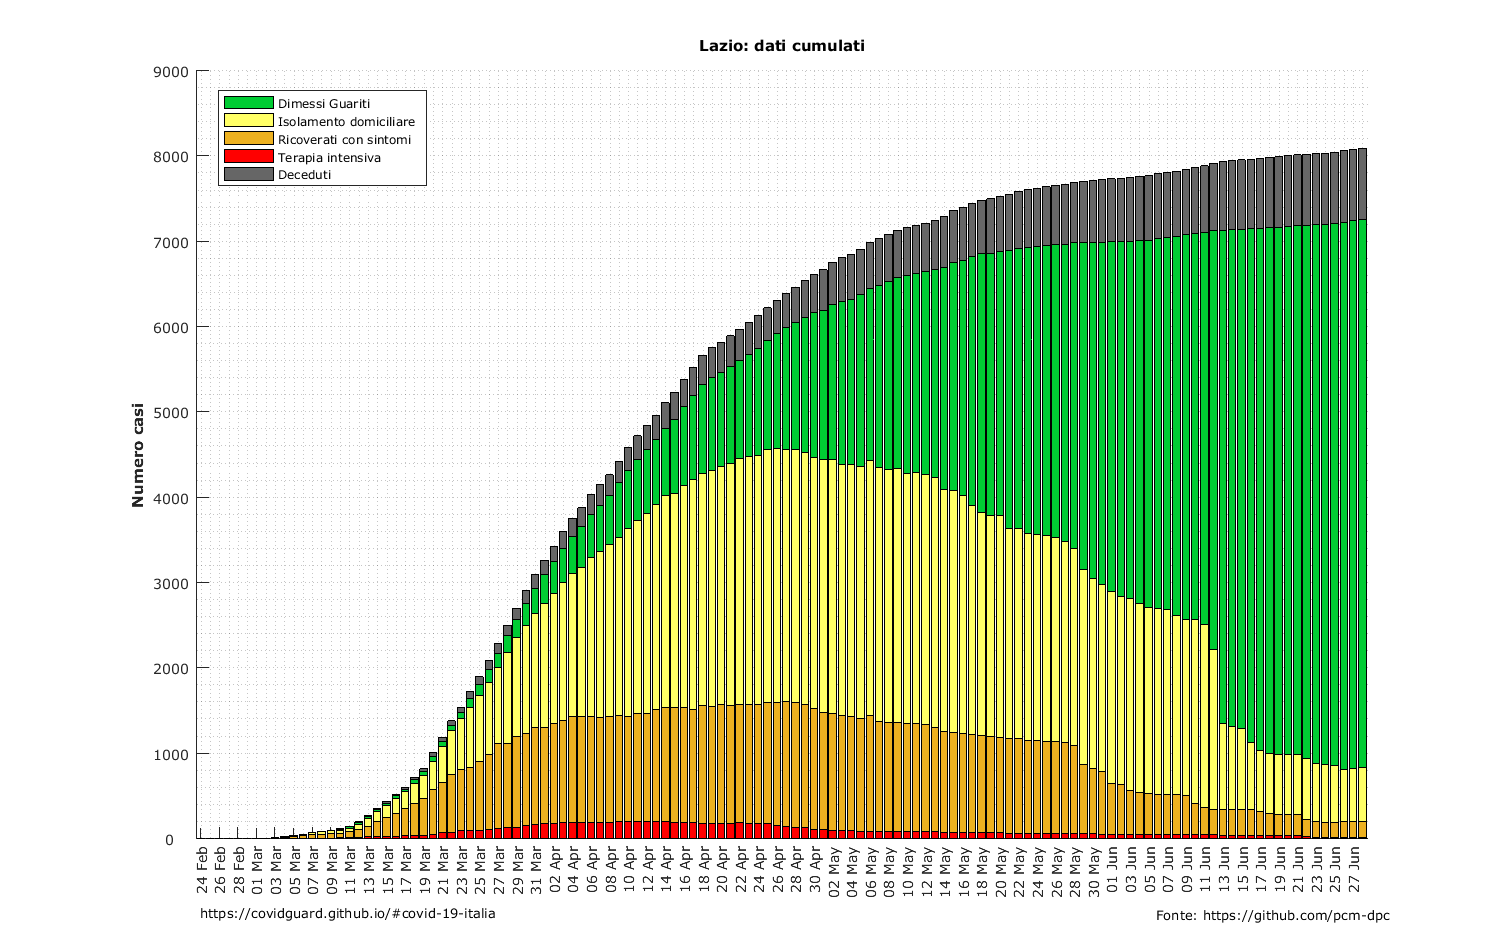 Lazio: dati cumulati
9000
8000
7000
6000
5000
4000
3000
2000
1000
0
Numero casi
Dimessi Guariti
Isolamento domiciliare
Ricoverati con sintomi
Terapia intensiva
Deceduti
24 Feb
26 Feb
28 Feb
01 Mar
03 Mar
05 Mar
07 Mar
09 Mar
11 Mar
13 Mar
15 Mar
17 Mar
19 Mar
21 Mar
23 Mar
25 Mar
27 Mar
29 Mar
31 Mar
02 Apr
04 Apr
06 Apr
08 Apr
10 Apr
12 Apr
14 Apr
16 Apr
18 Apr
20 Apr
22 Apr
24 Apr
26 Apr
28 Apr
30 Apr
02 May
04 May
06 May
08 May
10 May
12 May
14 May
16 May
18 May
20 May
22 May
24 May
26 May
28 May
30 May
01 Jun
03 Jun
05 Jun
07 Jun
09 Jun
11 Jun
13 Jun
15 Jun
17 Jun
19 Jun
21 Jun
23 Jun
25 Jun
27 Jun
https://covidguard.github.io/#covid-19-italia
Fonte: https://github.com/pcm-dpc